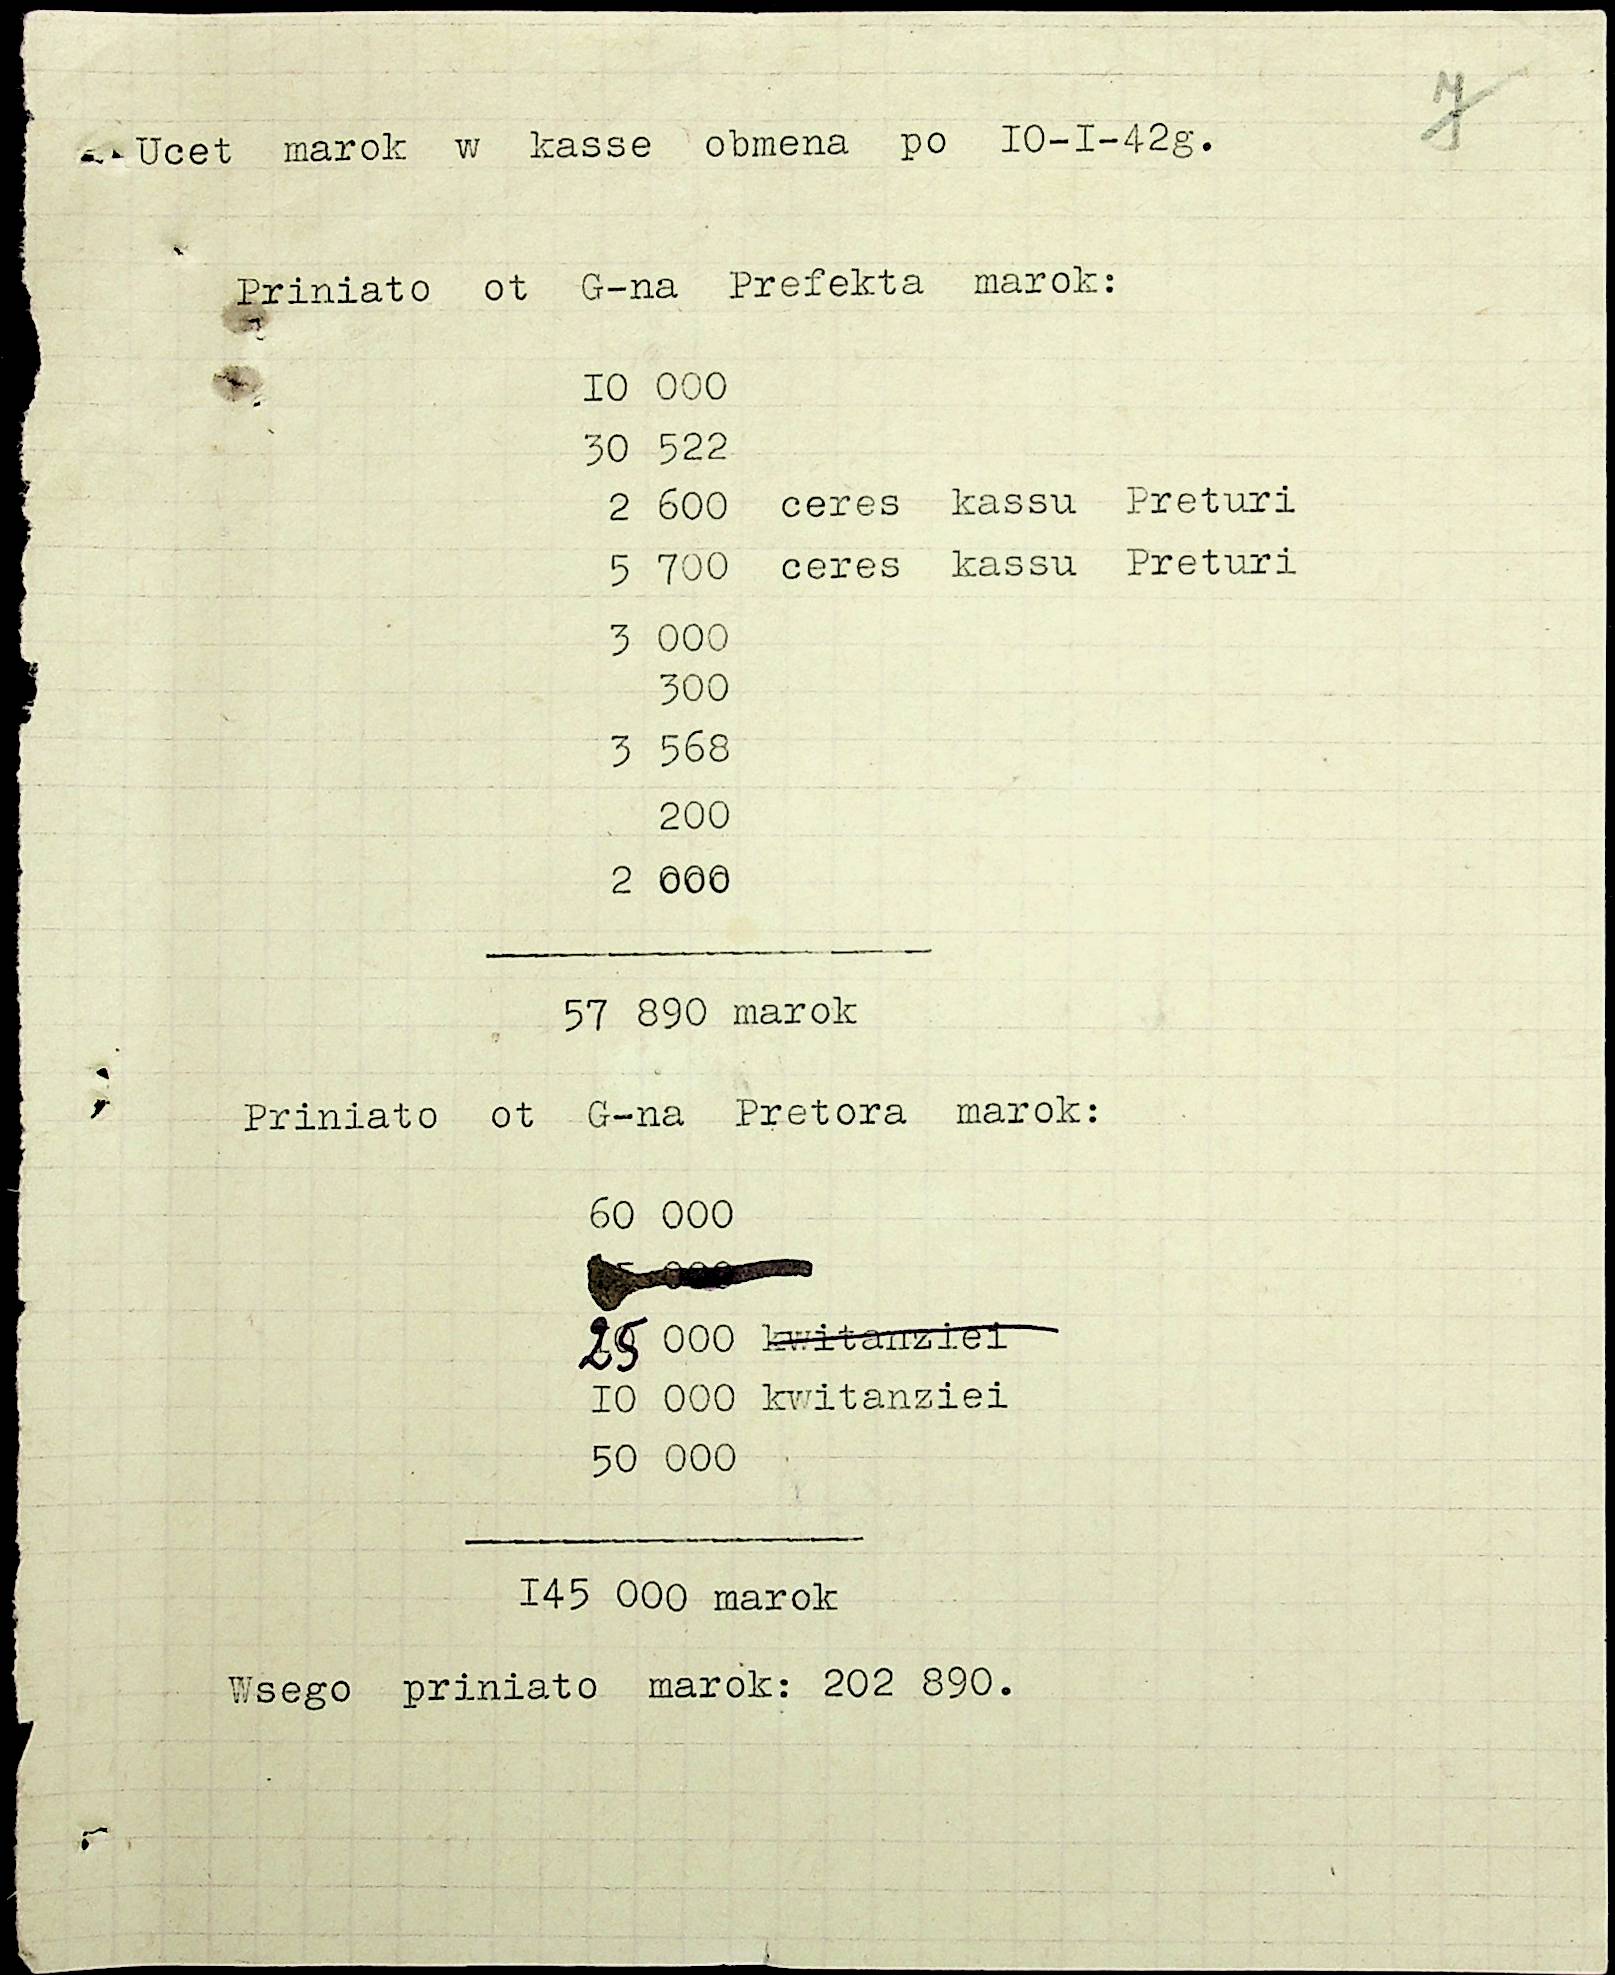 Ucet marok w kasse obmena po IO-I-42g.
Priniato ot G-na Prefekta marok:
IO 000
30 522
2 600 ceres kassu Preturi
5 700 ceres kassu Preturi
3 000
300
3 568
200
2 000
57 890 marok
Priniato ot G-na Pretora marok:
60 000
25 000 kwitanziei
IO 000 kwitanziei
50 000
I45 000 marok
Wsego priniato marok: 202 890.